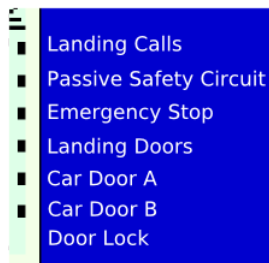 Landing Calls
Passive Safety Circuit
Emergency Stop
Landing Doors
Car Door A
Car Door B
Door Lock